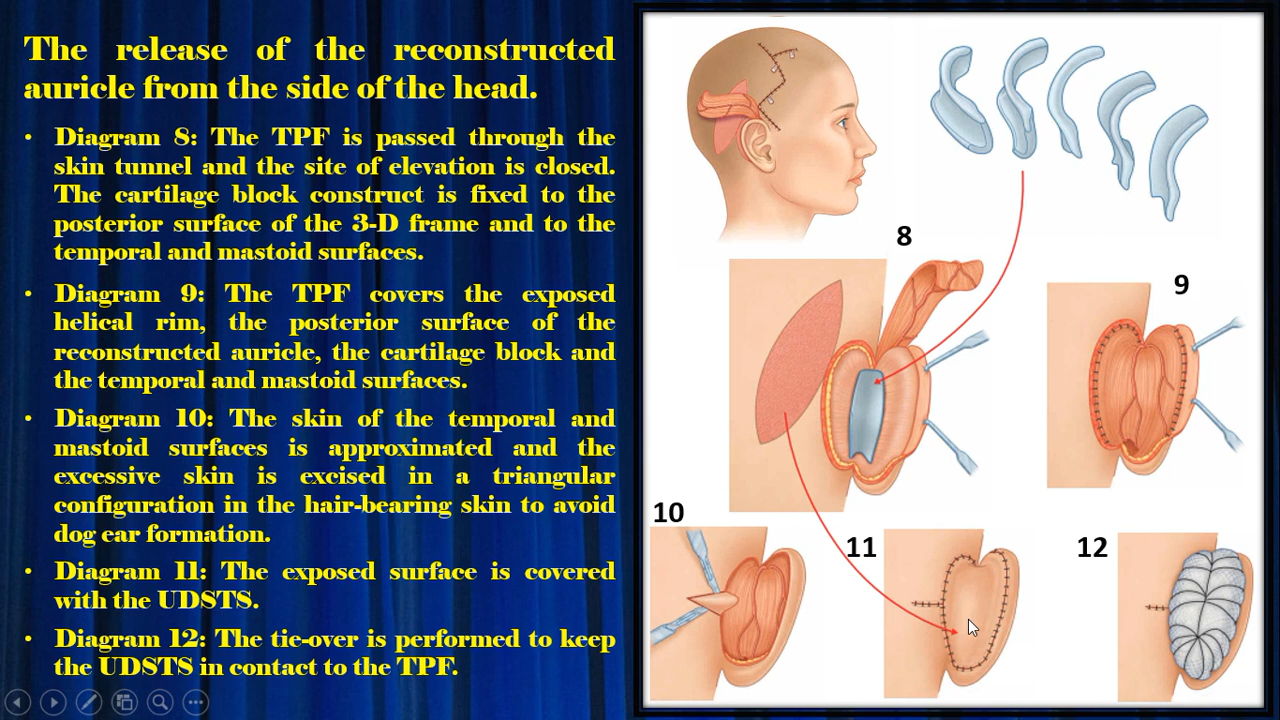 The release of the reconstructed
auricle from the side of the head.
• Diagram 8: The TPF is passed through the
skin tunnel and the site of elevation is closed.
The cartilage block construct is fixed to the
posterior surface of the 3-D frame and to the
temporal and mastoid surfaces.
• Diagram 9: The TPF covers the exposed
helical rim, the posterior surface of the
reconstructed auricle, the cartilage block and
the temporal and mastoid surfaces.
• Diagram 10: The skin of the temporal and
mastoid surfaces is approximated and the
excessive skin is excised in a triangular
configuration in the hair-bearing skin to avoid
dog ear formation.
• Diagram 11: The exposed surface is covered
with the UDSTS.
• Diagram 12: The tie-over is performed to keep
the UDSTS in contact to the TPF.
8
9
10
11
12